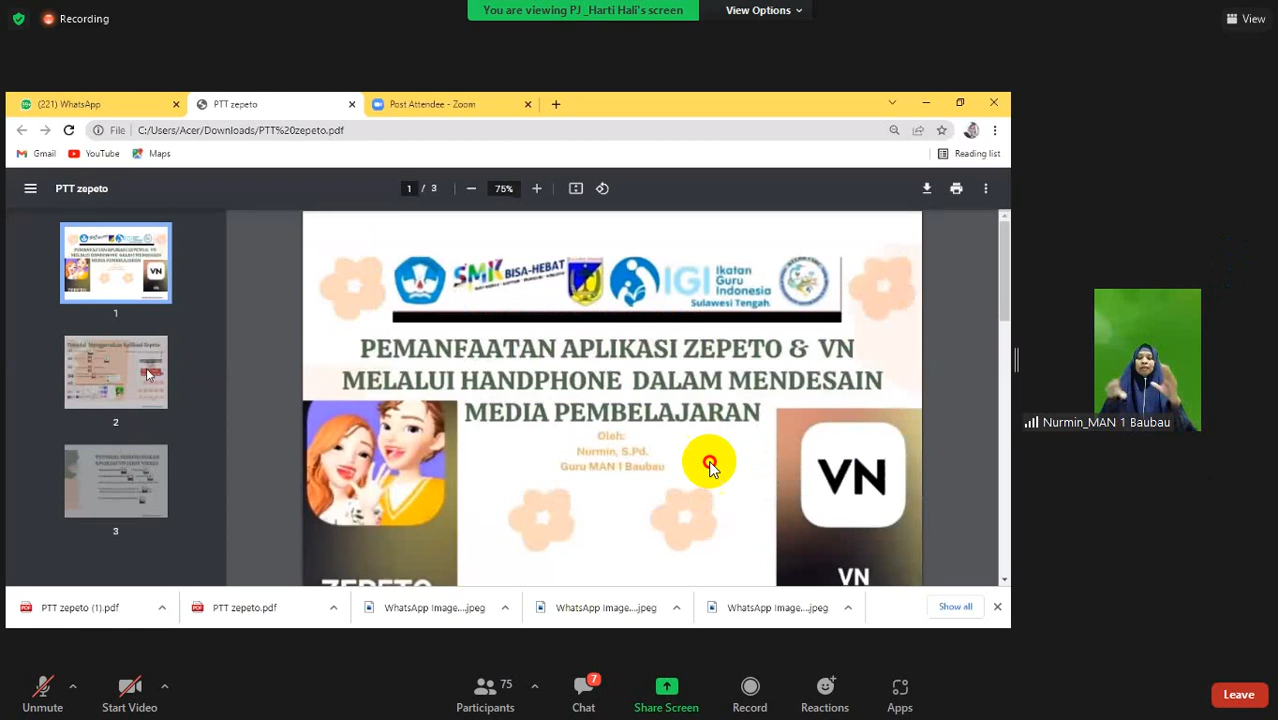 Recording
You are viewing PJ _Harti Hali's screen
View Options
View
(221) WhatsApp
PTT zepeto
Post Attendee - Zoom
File
C:/Users/Acer/Downloads/PTT%20zepeto.pdf
Gmail
YouTube
Maps
Reading list
PTT zepeto
1 / 3
75%
1
2
3
SMK BISA-HEBAT
IGI
Ikatan
Guru
Indonesia
Sulawesi Tengah
PEMANFAATAN APLIKASI ZEPETO & VN
MELALUI HANDPHONE DALAM MENDESAIN
MEDIA PEMBELAJARAN
Oleh:
Nurmin, S.Pd.
Guru MAN 1 Baubau
VN
ZEPETO
VN
Nurmin_MAN 1 Baubau
PTT zepeto (1).pdf
PTT zepeto.pdf
WhatsApp Image....jpeg
WhatsApp Image....jpeg
WhatsApp Image....jpeg
Show all
Unmute
Start Video
75
Participants
7
Chat
Share Screen
Record
Reactions
Apps
Leave